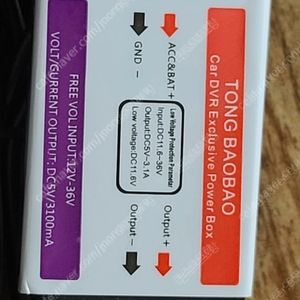 TONG BAOBAO
Car DVR Exclusive Power Box
ACC&BAT +
GND -
Low Voltage Protection Parameter
Input:DC11.6~36V
Output:DC5V~3.1A
Low voltage:DC11.6V
Output+
Output-
FREE VOL.INPUT:12V-36V
VOLT/GURRENT OUTPUT: DC5V/3100mA